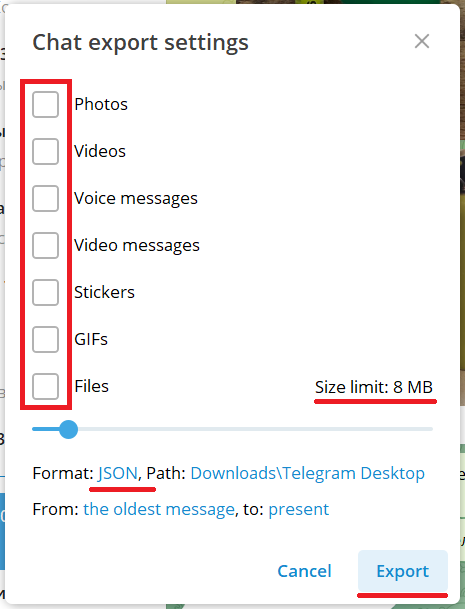 Chat export settings
Photos
Videos
Voice messages
Video messages
Stickers
GIFs
Files
Size limit: 8 MB
Format: JSON, Path: Downloads\Telegram Desktop
From: the oldest message, to: present
Cancel
Export